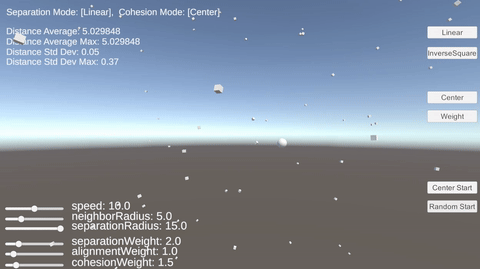 Separation Mode: [Linear],  Cohesion Mode: [Center]
Distance Average: 5.029848
Distance Average Max: 5.029848
Distance Std Dev: 0.05
Distance Std Dev Max: 0.37
Linear
InverseSquare
Center
Weight
Center Start
Random Start
speed: 10.0
neighborRadius: 5.0
separationRadius: 15.0
separationWeight: 2.0
alignmentWeight: 1.0
cohesionWeight: 1.5